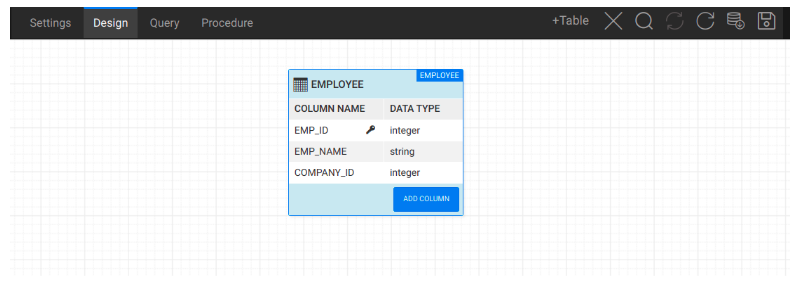 Settings Design Query Procedure +Table
EMPLOYEE
EMPLOYEE
COLUMN NAME DATA TYPE
EMP_ID integer
EMP_NAME string
COMPANY_ID integer
ADD COLUMN